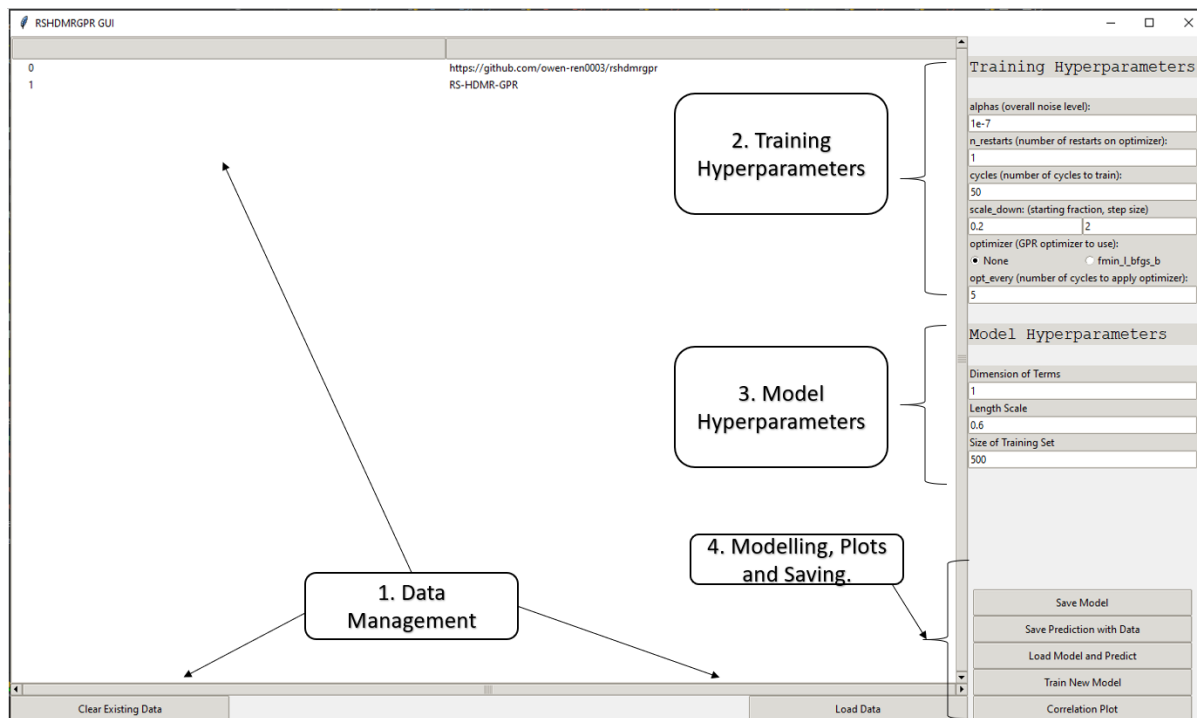 RSHDMRGPR GUI
0
https://github.com/owen-ren0003/rshdmrgpr
1
RS-HDMR-GPR
2. Training
Hyperparameters
3. Model
Hyperparameters
4. Modelling, Plots
and Saving.
1. Data
Management
Clear Existing Data
Load Data
Training Hyperparameters
alphas (overall noise level):
1e-7
n_restarts (number of restarts on optimizer):
1
cycles (number of cycles to train):
50
scale_down: (starting fraction, step size)
0.2
2
optimizer (GPR optimizer to use):
None
fmin_l_bfgs_b
opt_every (number of cycles to apply optimizer):
5
Model Hyperparameters
Dimension of Terms
1
Length Scale
0.6
Size of Training Set
500
Save Model
Save Prediction with Data
Load Model and Predict
Train New Model
Correlation Plot